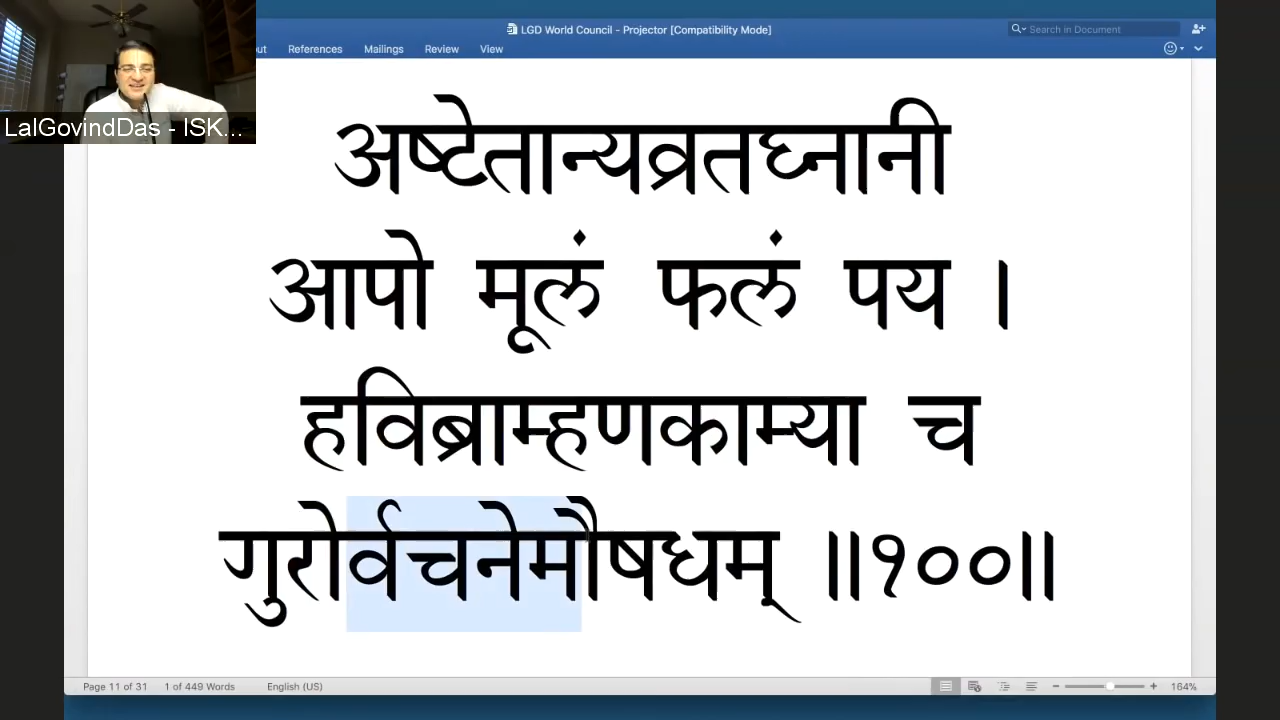 LGD World Council - Projector [Compatibility Mode]
Search in Document
out References Mailings Review View
LalGovindDas - ISK...
अष्टेतान्यव्रतघ्नानी
आपो मूलं फलं पय ।
हविब्राम्हणकाम्या च
गुरोर्वचनेमौषधम् ॥१००॥
Page 11 of 31 1 of 449 Words English (US) 164%